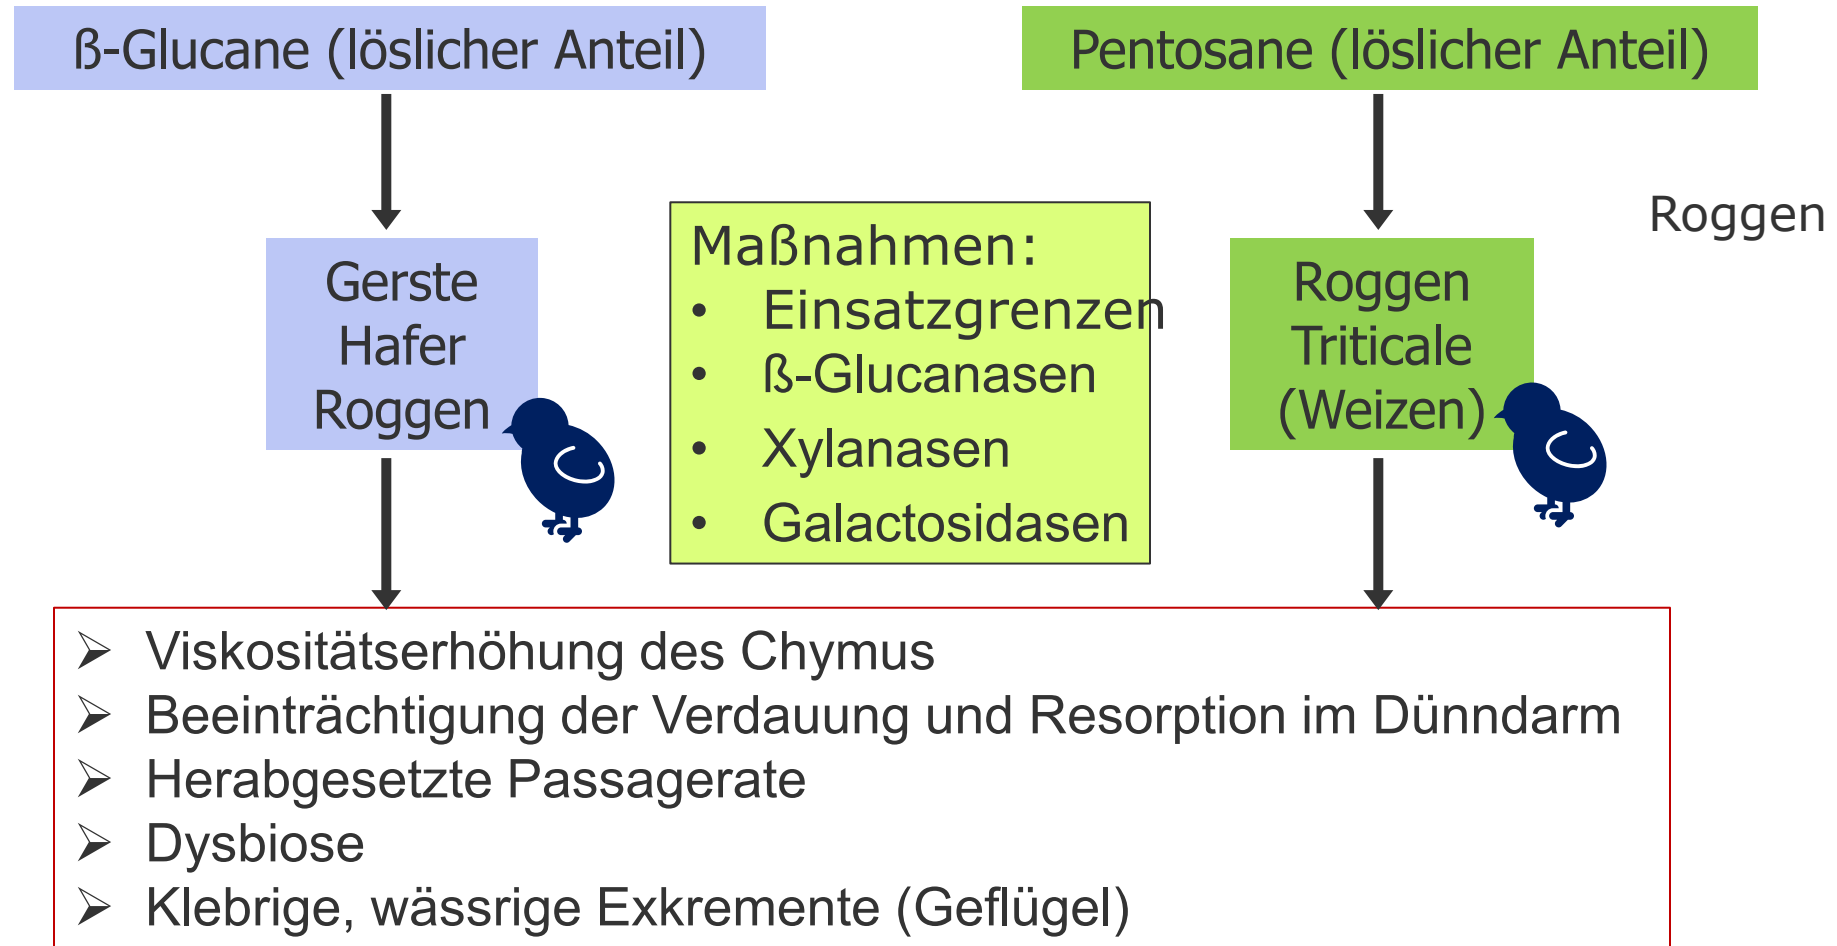 ß-Glucane (löslicher Anteil)
Pentosane (löslicher Anteil)
Roggen
Gerste
Hafer
Roggen
Maßnahmen:
• Einsatzgrenzen
• ß-Glucanasen
• Xylanasen
• Galactosidasen
Roggen
Triticale
(Weizen)
➢ Viskositätserhöhung des Chymus
➢ Beeinträchtigung der Verdauung und Resorption im Dünndarm
➢ Herabgesetzte Passagerate
➢ Dysbiose
➢ Klebrige, wässrige Exkremente (Geflügel)